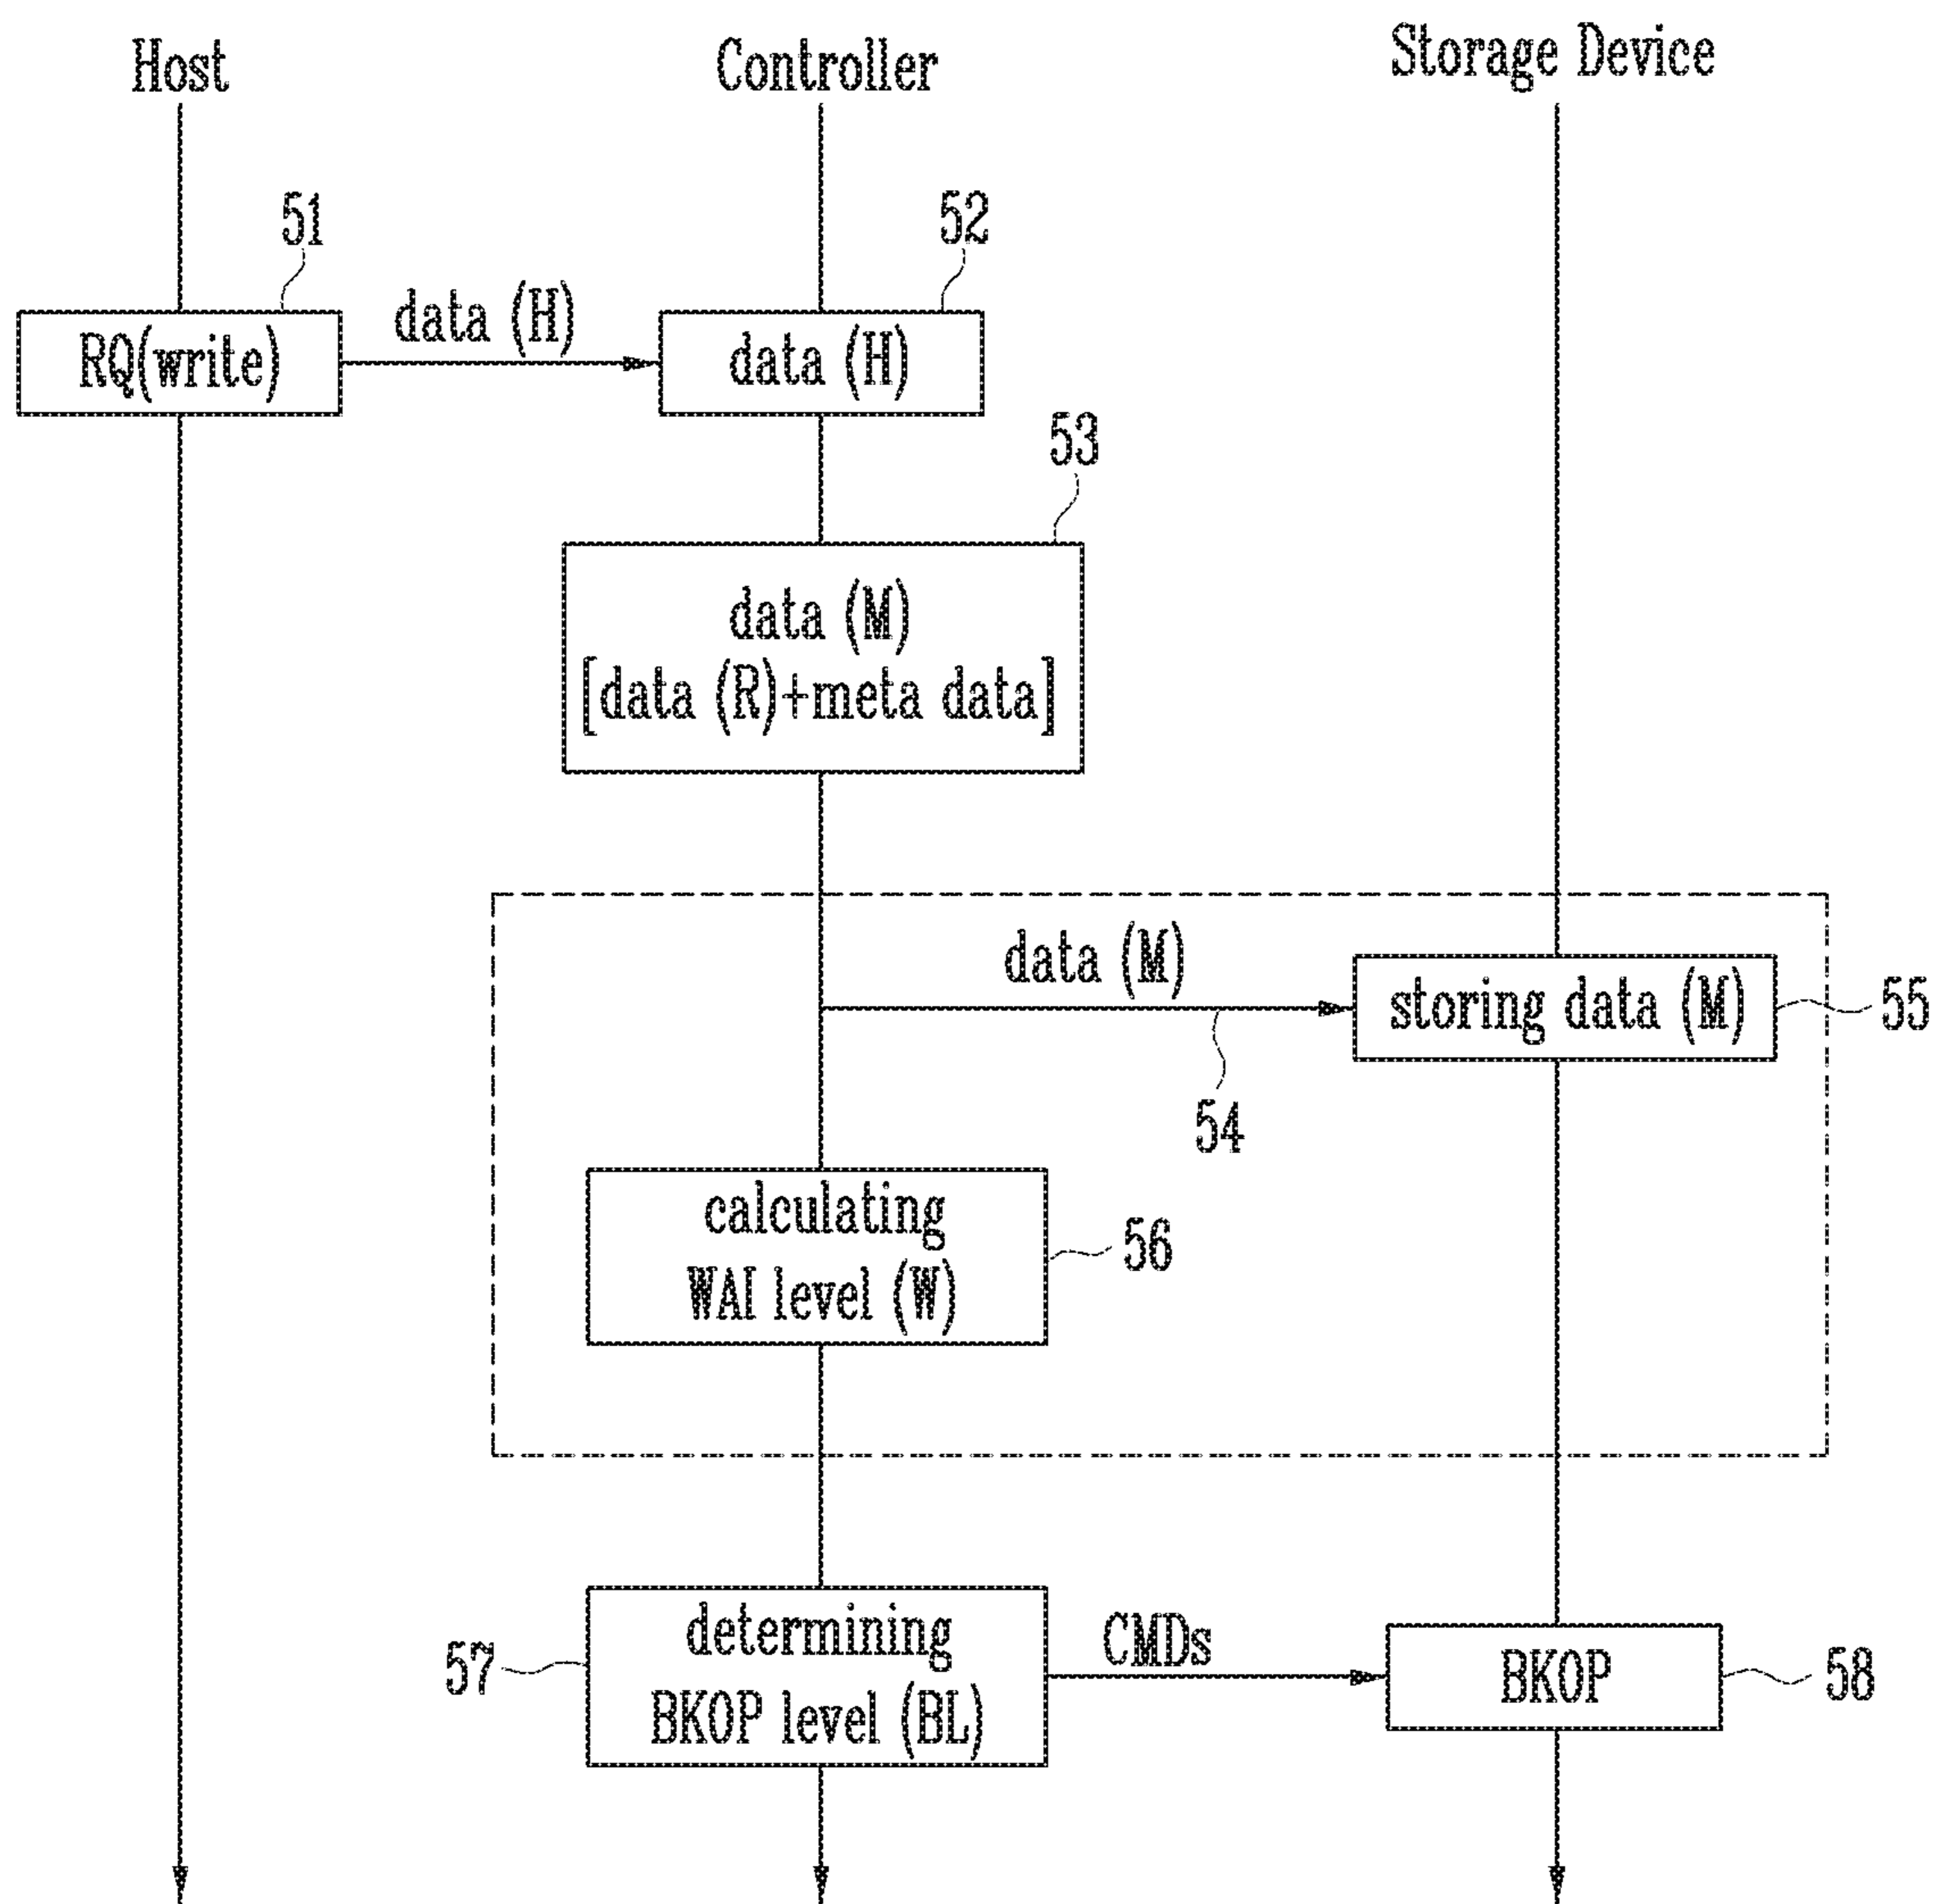 Host Controller Storage Device
51 52
data (H)
RQ(write) data (H)
53
data (M)
[data (R)+meta data]
data (M)
storing data (M) 55
54
calculating
WAI level (W) 56
determining
BKOP level (BL)
57 CMDs BKOP 58